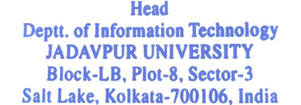 Head
Deptt. of Information Technology
JADAVPUR UNIVERSITY
Block-LB, Plot-8, Sector-3
Salt Lake, Kolkata-700106, India